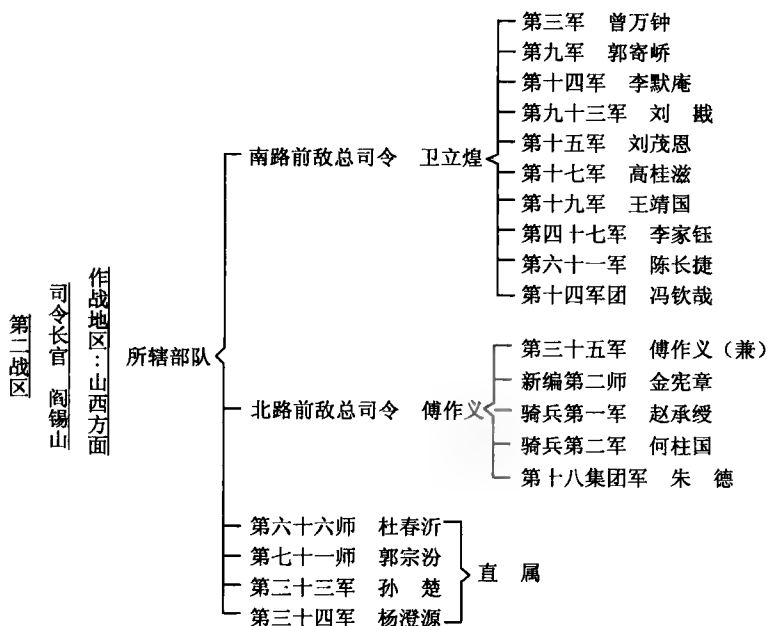 第二战区
司令长官　阎锡山
作战地区：山西方面
所辖部队
南路前敌总司令　卫立煌
第三军　曾万钟
第九军　郭寄峤
第十四军　李默庵
第九十三军　刘　戡
第十五军　刘茂恩
第十七军　高桂滋
第十九军　王靖国
第四十七军　李家钰
第六十一军　陈长捷
第十四军团　冯钦哉
北路前敌总司令　傅作义
第三十五军　傅作义（兼）
新编第二师　金宪章
骑兵第一军　赵承绶
骑兵第二军　何柱国
第十八集团军　朱　德
第六十六师　杜春沂
第七十一师　郭宗汾
第三十三军　孙　楚
第三十四军　杨澄源
直　属